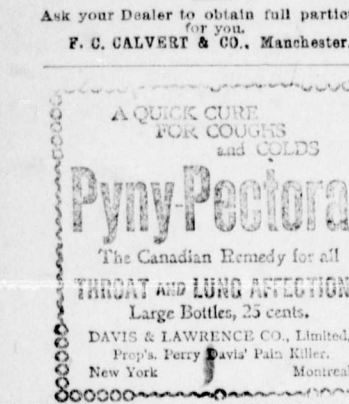 Ask your Dealer to obtain full partic
for you.
F. C. CALVERT & CO., Manchester.
A QUICK CURE
FOR COUGHS
and COLDS
Pyny-Pectora
The Canadian Remedy for all
THROAT AND LUNG AFFECTION
Large Bottles, 25 cents.
DAVIS & LAWRENCE CO., Limited,
Prop's. Perry Davis' Pain Killer.
New York Montreal